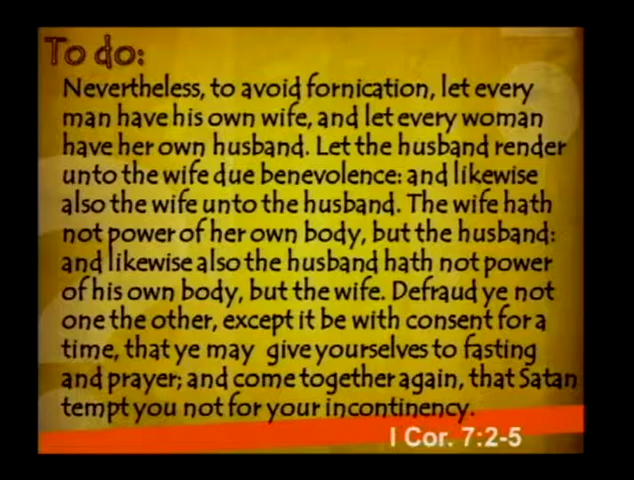 To do:
Nevertheless, to avoid fornication, let every
man have his own wife, and let every woman
have her own husband. Let the husband render
unto the wife due benevolence: and likewise
also the wife unto the husband. The wife hath
not power of her own body, but the husband:
and likewise also the husband hath not power
of his own body, but the wife. Defraud ye not
one the other, except it be with consent for a
time, that ye may give yourselves to fasting
and prayer; and come together again, that Satan
tempt you not for your incontinency.
I Cor. 7:2-5